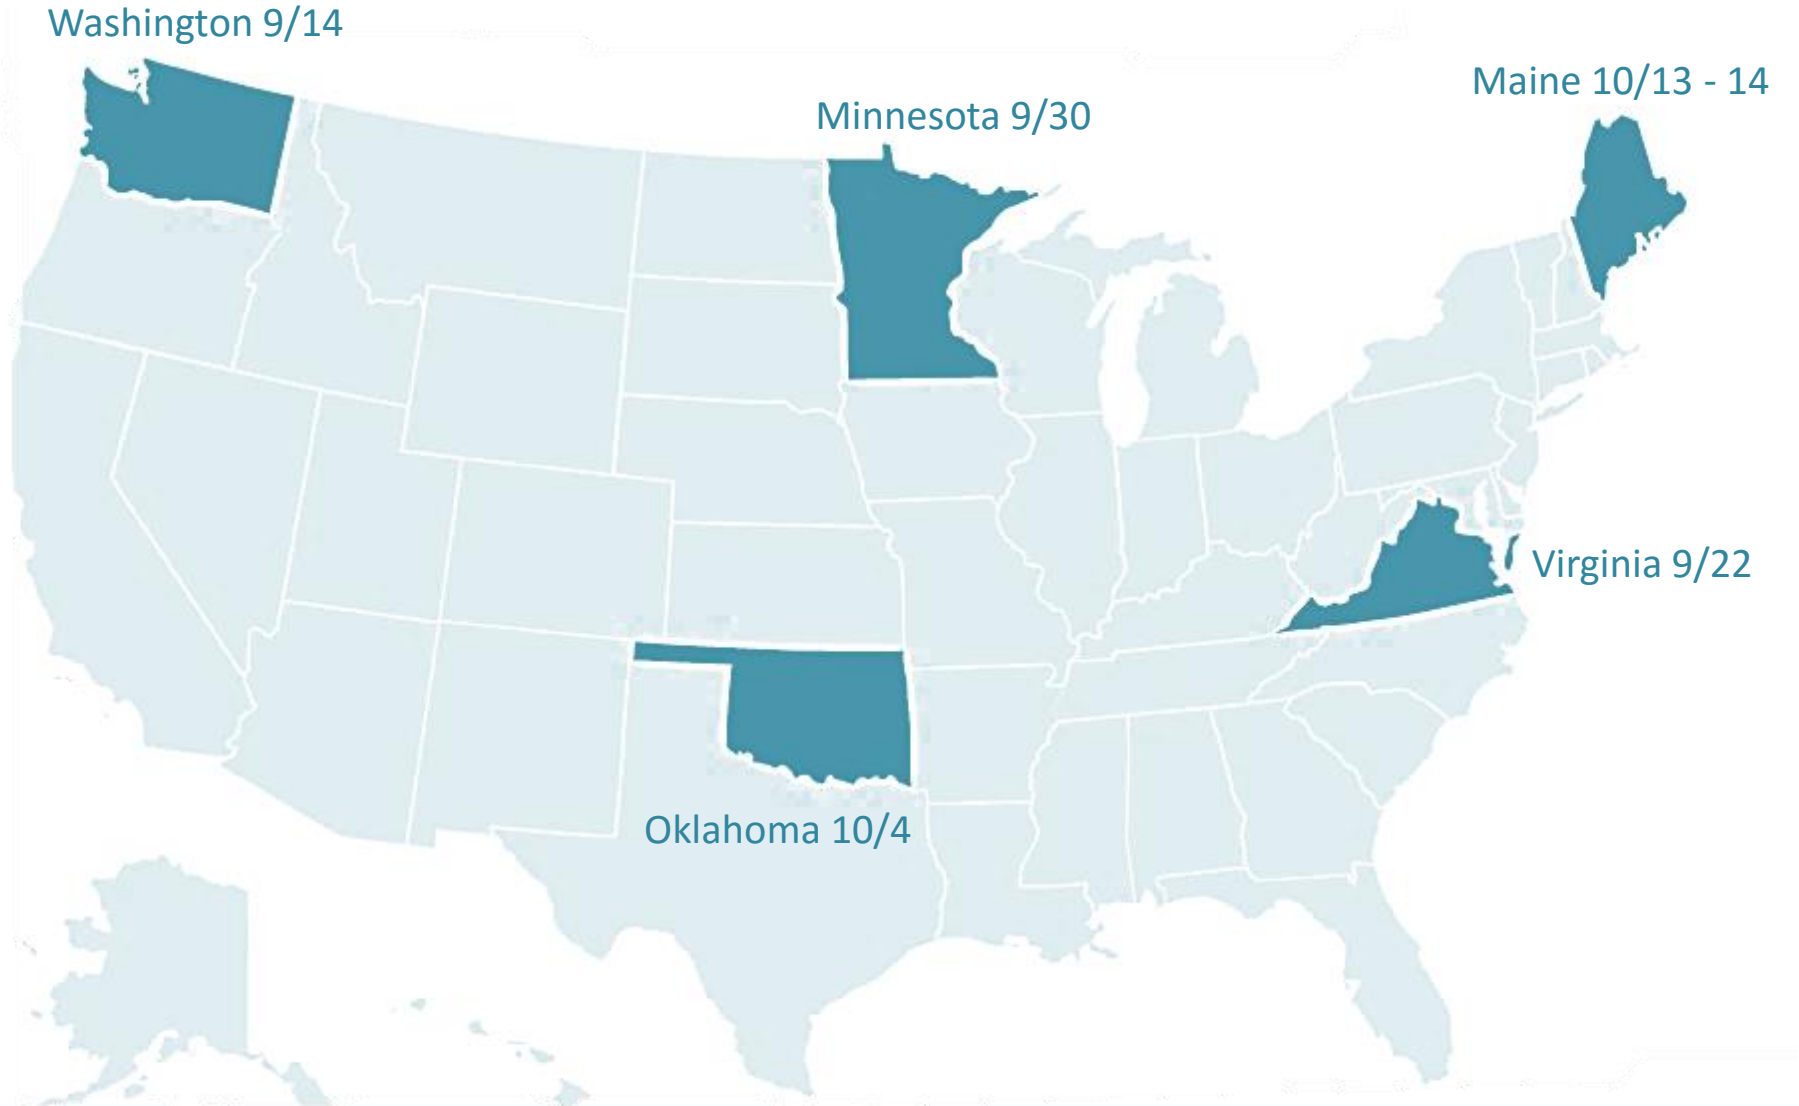 Washington 9/14
Maine 10/13 - 14
Minnesota 9/30
Virginia 9/22
Oklahoma 10/4